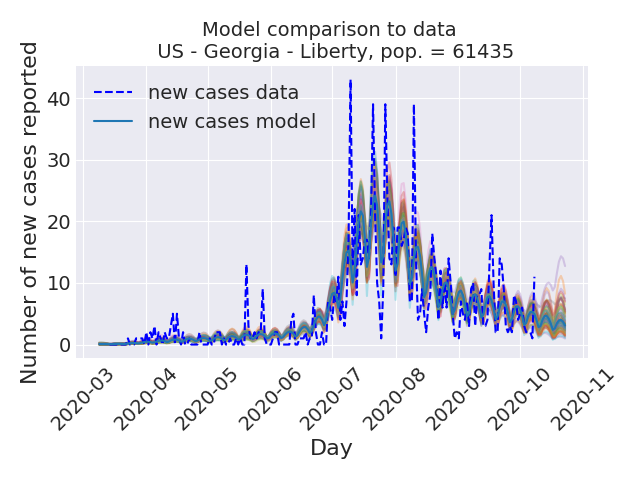 Model comparison to data
US - Georgia - Liberty, pop. = 61435
Number of new cases reported
40
30
20
10
0
new cases data
new cases model
2020-03
2020-04
2020-05
2020-06
2020-07
2020-08
2020-09
2020-10
2020-11
Day